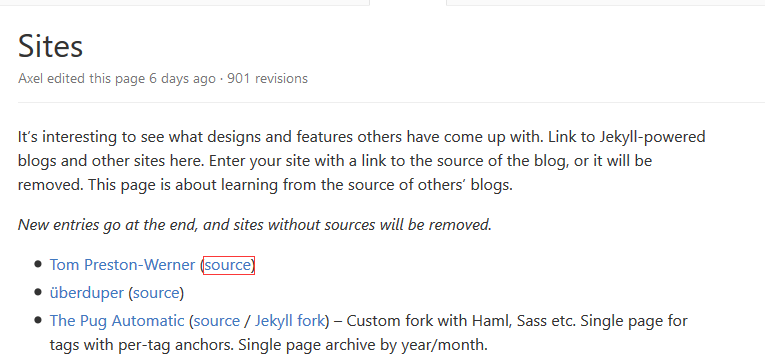 Sites
Axel edited this page 6 days ago · 901 revisions
It’s interesting to see what designs and features others have come up with. Link to Jekyll-powered
blogs and other sites here. Enter your site with a link to the source of the blog, or it will be
removed. This page is about learning from the source of others’ blogs.
New entries go at the end, and sites without sources will be removed.
• Tom Preston-Werner (source)
• überduper (source)
• The Pug Automatic (source / Jekyll fork) – Custom fork with Haml, Sass etc. Single page for
tags with per-tag anchors. Single page archive by year/month.